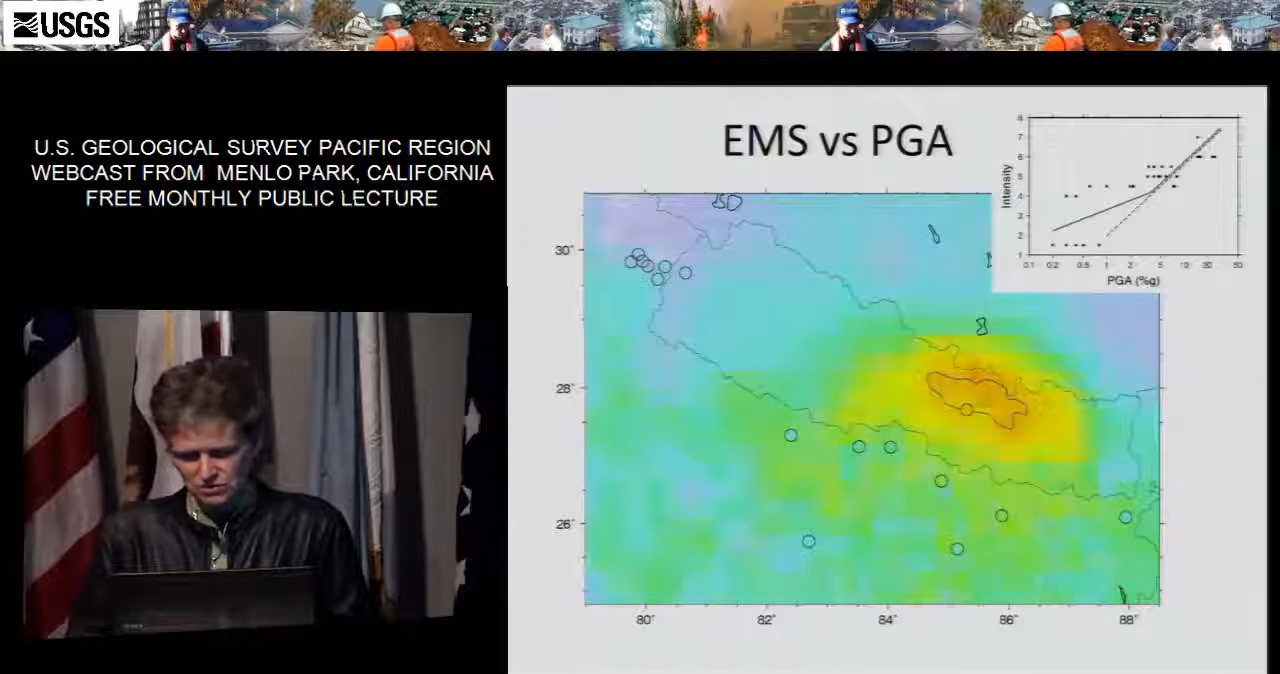 USGS
U.S. GEOLOGICAL SURVEY PACIFIC REGION
WEBCAST FROM MENLO PARK, CALIFORNIA
FREE MONTHLY PUBLIC LECTURE
EMS vs PGA
8
7
6
5
4
3
2
1
Intensity
0.1 0.2 0.5 1 2 5 10 20 50
PGA (%g)
30°
28°
26°
80° 82° 84° 86° 88°